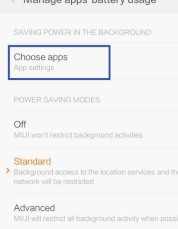 Manage apps' battery usage
SAVING POWER IN THE BACKGROUND
Choose apps
App settings
POWER SAVING MODES
Off
MIUI won't restrict background activities
Standard
Background access to the location services and the
network will be restricted
Advanced
MIUI will restrict all background activity when possi